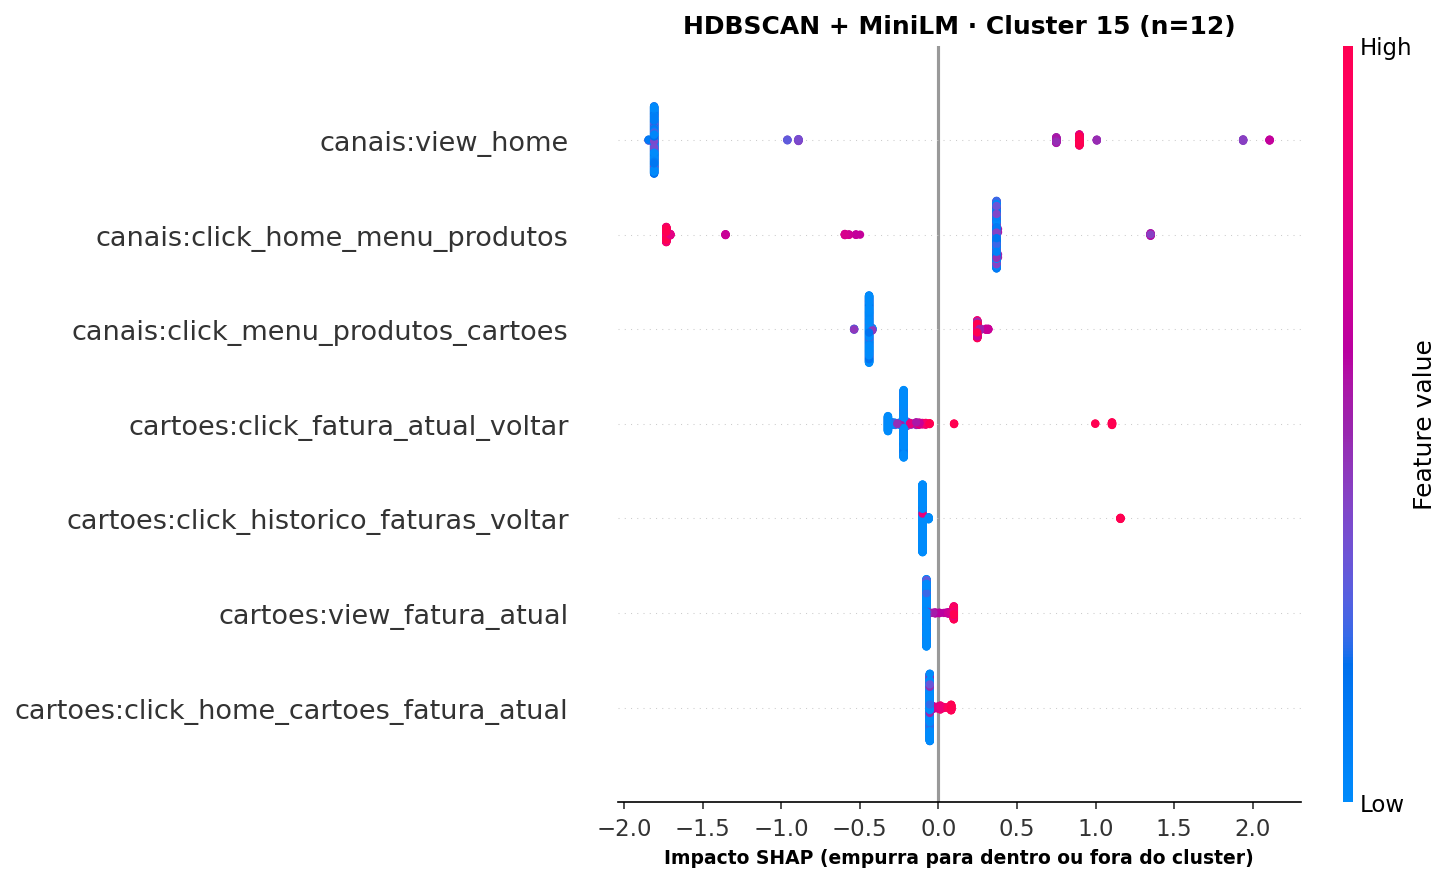 HDBSCAN + MiniLM · Cluster 15 (n=12)
High
canais:view_home
canais:click_home_menu_produtos
canais:click_menu_produtos_cartoes
cartoes:click_fatura_atual_voltar
cartoes:click_historico_faturas_voltar
cartoes:view_fatura_atual
cartoes:click_home_cartoes_fatura_atual
Feature value
Low
−2.0 −1.5 −1.0 −0.5 0.0 0.5 1.0 1.5 2.0
Impacto SHAP (empurra para dentro ou fora do cluster)